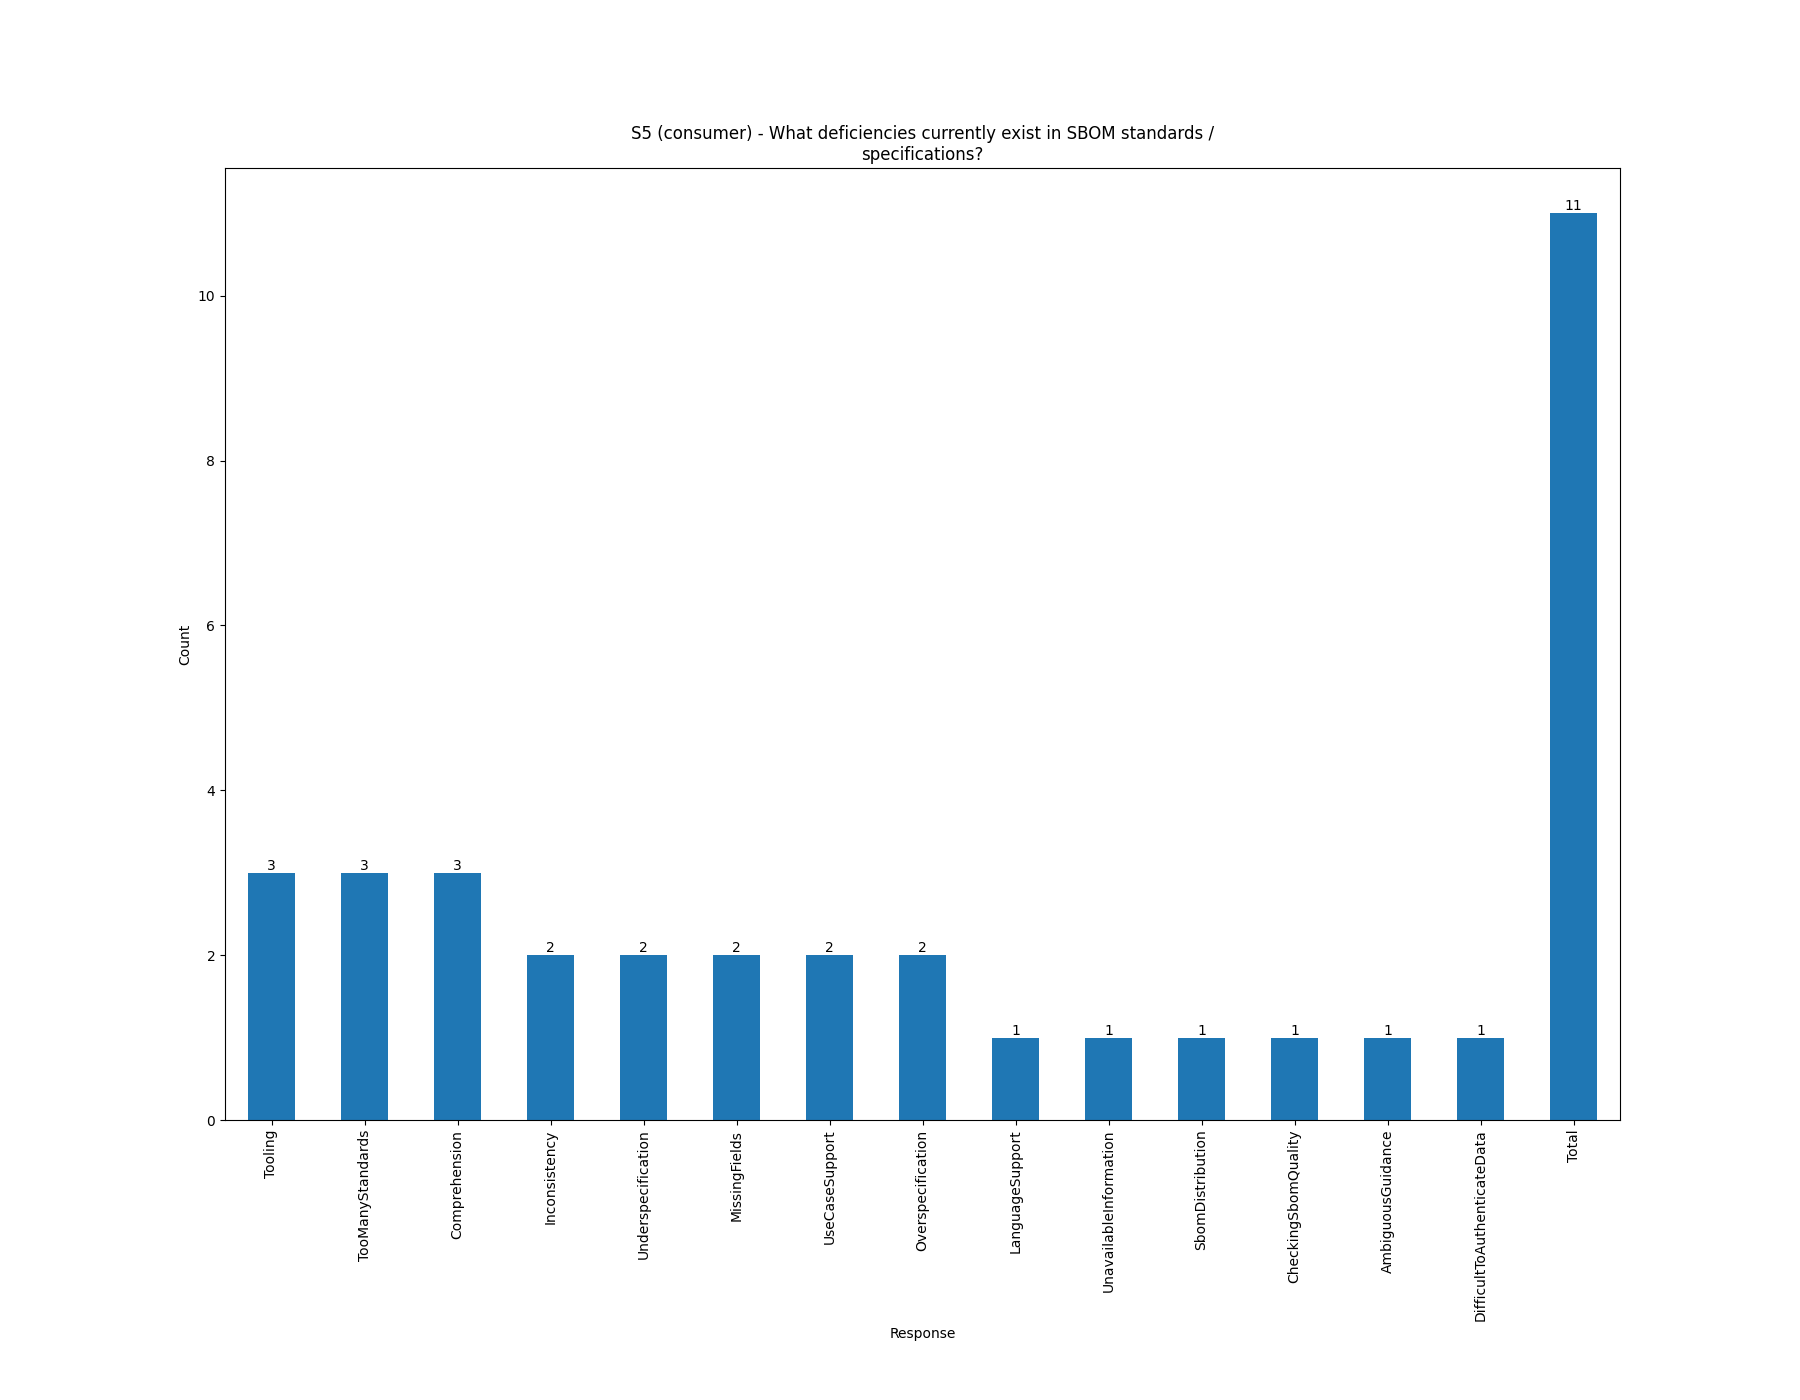 S5 (consumer) - What deficiencies currently exist in SBOM standards /
specifications?
Count
10
8
6
4
2
0
3
3
3
2
2
2
2
2
1
1
1
1
1
1
11
Tooling
TooManyStandards
Comprehension
Inconsistency
Underspecification
MissingFields
UseCaseSupport
Overspecification
LanguageSupport
UnavailableInformation
SbomDistribution
CheckingSbomQuality
AmbiguousGuidance
DifficultToAuthenticateData
Total
Response